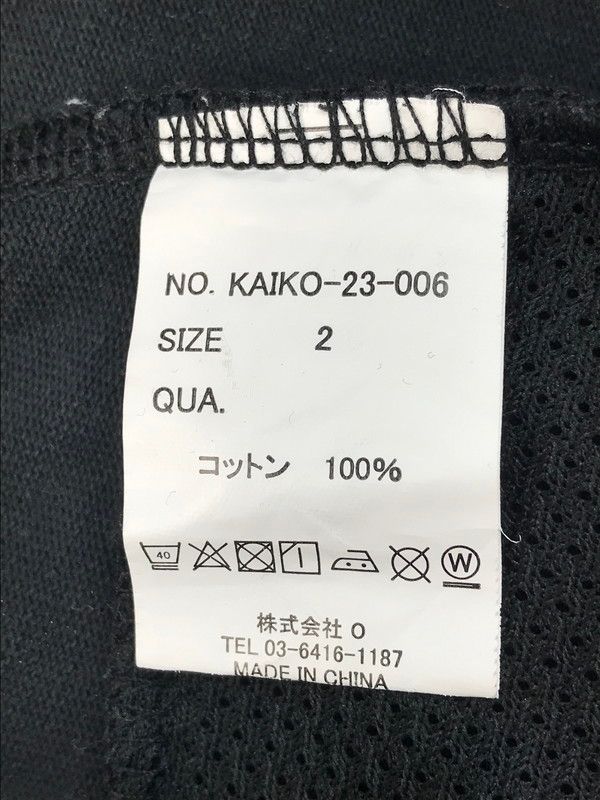 NO. KAIKO-23-006
SIZE 2
QUA.
コットン 100%
40 W
株式会社 O
TEL 03-6416-1187
MADE IN CHINA